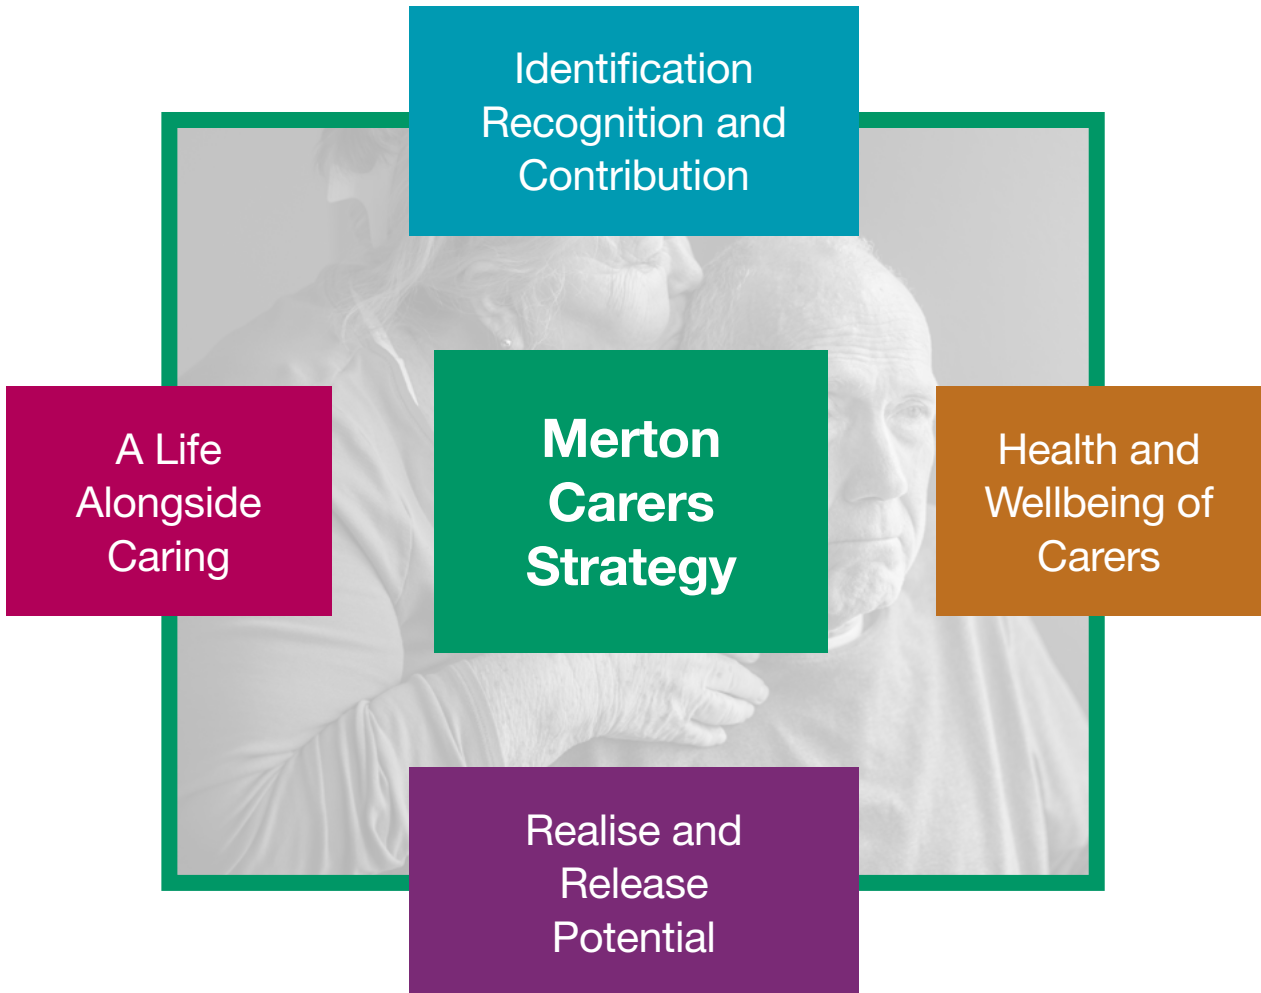 Identification
Recognition and
Contribution
A Life
Alongside
Caring
Merton
Carers
Strategy
Health and
Wellbeing of
Carers
Realise and
Release
Potential